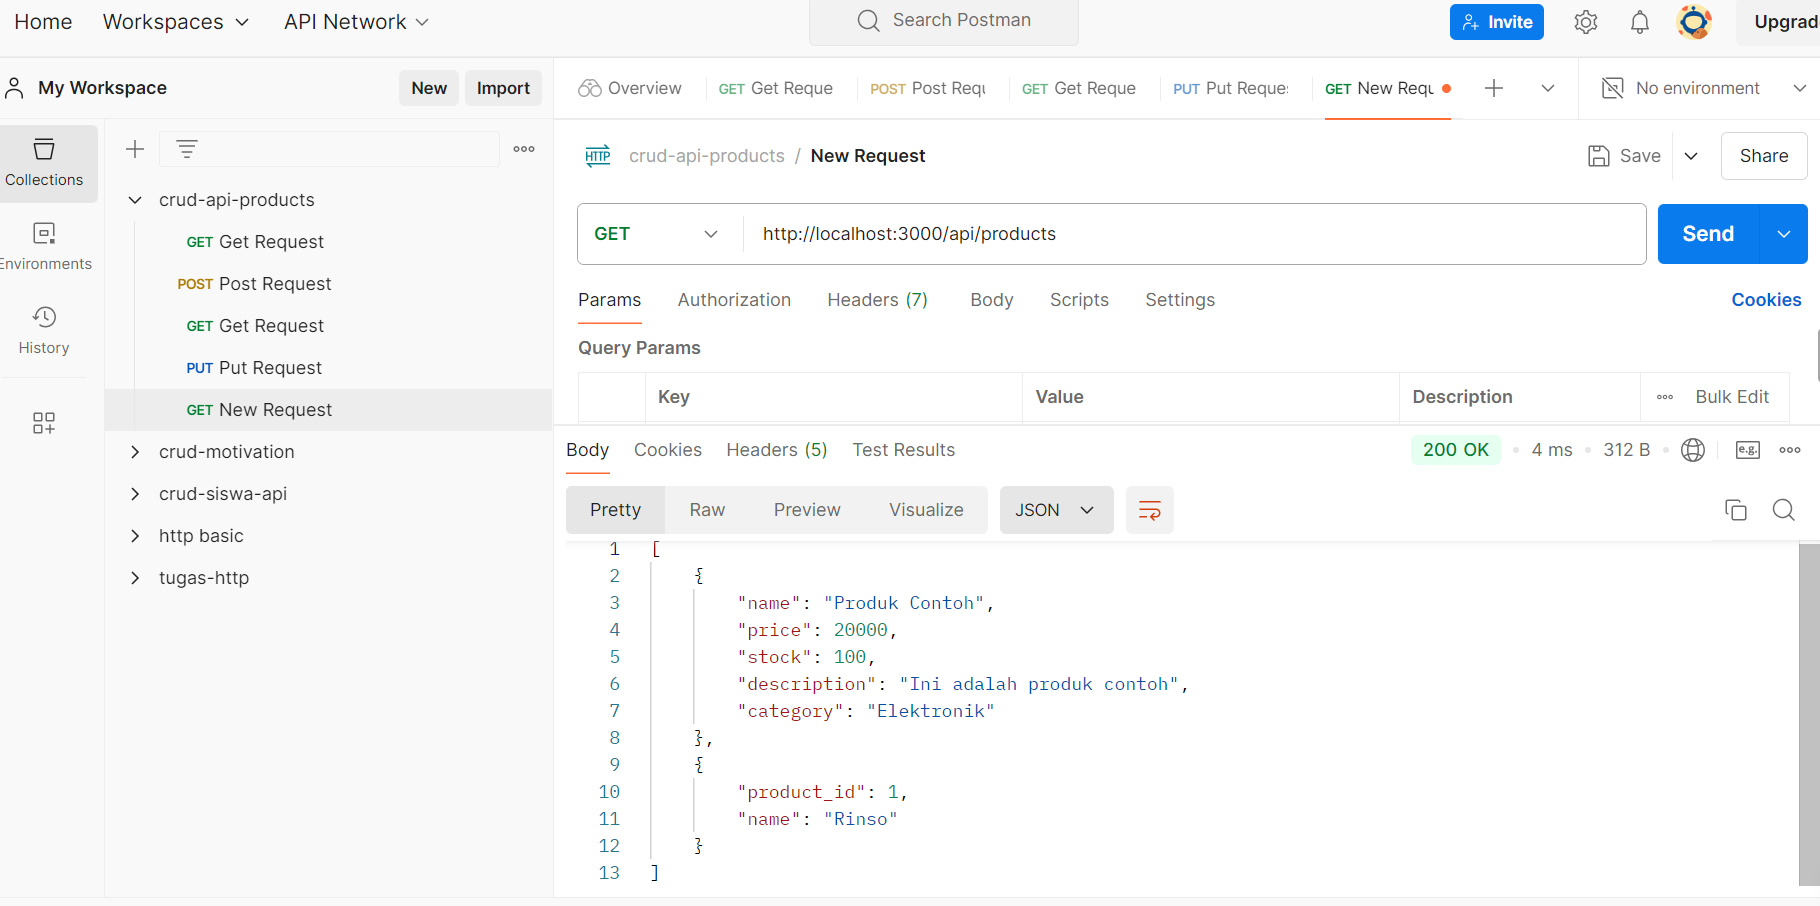 Home Workspaces API Network Search Postman Invite Upgrad
My Workspace New Import Overview GET Get Reque POST Post Requ GET Get Reque PUT Put Reques GET New Requ No environment
Collections
Environments
History
crud-api-products
GET Get Request
POST Post Request
GET Get Request
PUT Put Request
GET New Request
crud-motivation
crud-siswa-api
http basic
tugas-http
HTTP crud-api-products / New Request Save Share
GET http://localhost:3000/api/products Send
Params Authorization Headers (7) Body Scripts Settings Cookies
Query Params
Key Value Description Bulk Edit
Body Cookies Headers (5) Test Results 200 OK 4 ms 312 B e.g.
Pretty Raw Preview Visualize JSON
1 [
2 {
3 "name": "Produk Contoh",
4 "price": 20000,
5 "stock": 100,
6 "description": "Ini adalah produk contoh",
7 "category": "Elektronik"
8 },
9 {
10 "product_id": 1,
11 "name": "Rinso"
12 }
13 ]